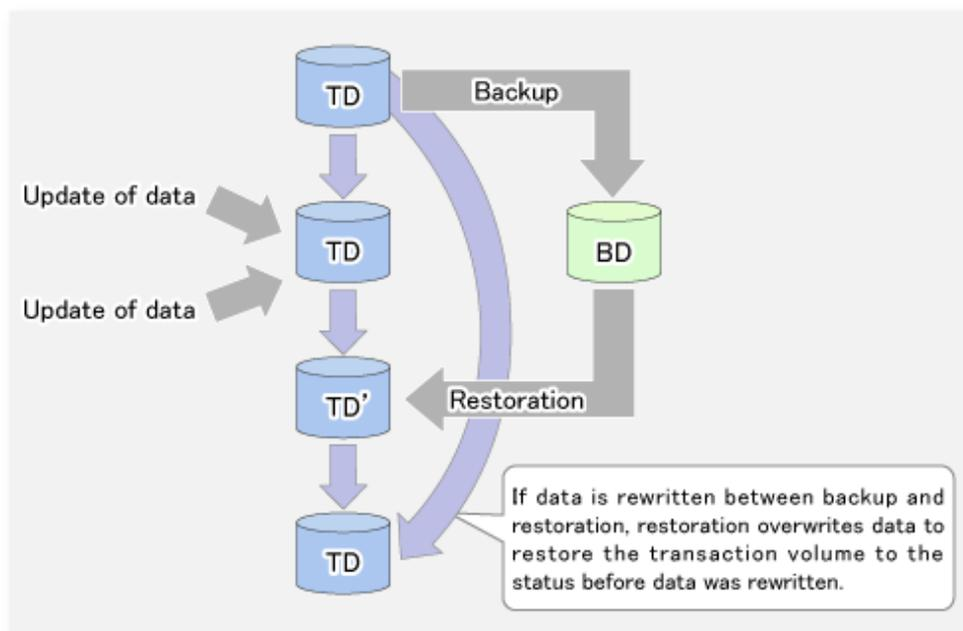 TD
Backup
Update of data
TD
BD
Update of data
TD’
Restoration
TD
If data is rewritten between backup and
restoration, restoration overwrites data to
restore the transaction volume to the
status before data was rewritten.